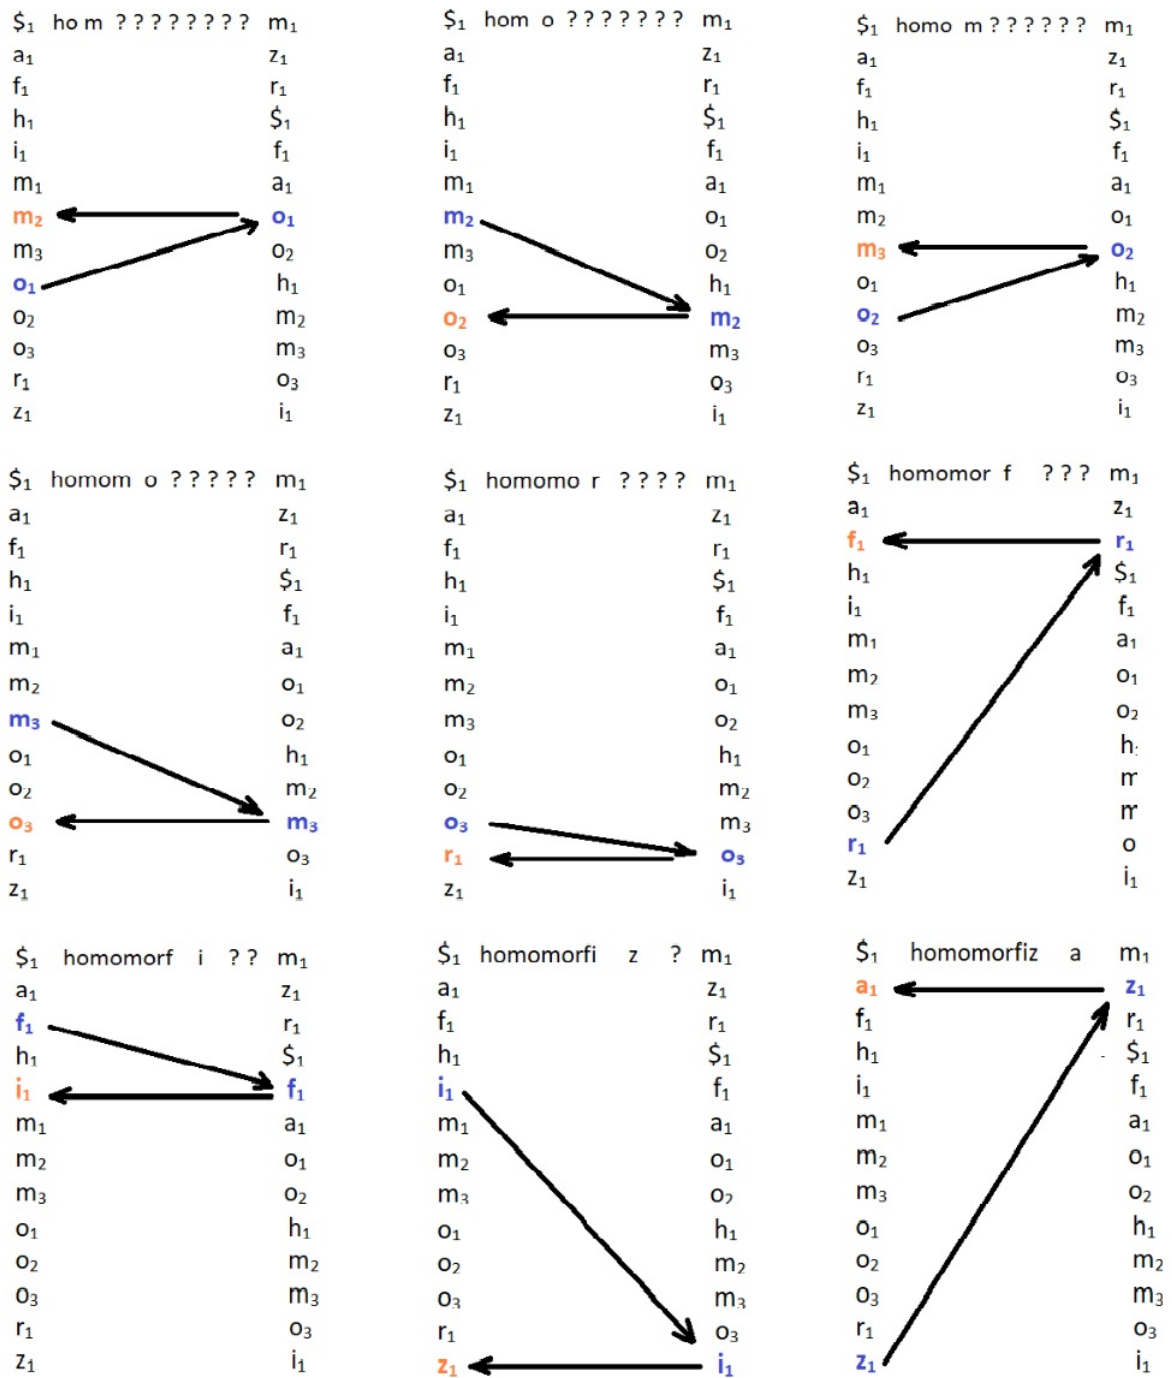 $₁ ho m ? ? ? ? ? ? ? ? m₁
a₁ z₁
f₁ r₁
h₁ $₁
i₁ f₁
m₁ a₁
m₂ o₁
m₃ o₂
o₁ h₁
o₂ m₂
o₃ m₃
r₁ o₃
z₁ i₁
$₁ hom o ? ? ? ? ? ? ? m₁
a₁ z₁
f₁ r₁
h₁ $₁
i₁ f₁
m₁ a₁
m₂ o₁
m₃ o₂
o₁ h₁
o₂ m₂
o₃ m₃
r₁ o₃
z₁ i₁
$₁ homo m ? ? ? ? ? ? m₁
a₁ z₁
f₁ r₁
h₁ $₁
i₁ f₁
m₁ a₁
m₂ o₁
m₃ o₂
o₁ h₁
o₂ m₂
o₃ m₃
r₁ o₃
z₁ i₁
$₁ homom o ? ? ? ? ? m₁
a₁ z₁
f₁ r₁
h₁ $₁
i₁ f₁
m₁ a₁
m₂ o₁
m₃ o₂
o₁ h₁
o₂ m₂
o₃ m₃
r₁ o₃
z₁ i₁
$₁ homomo r ? ? ? ? m₁
a₁ z₁
f₁ r₁
h₁ $₁
i₁ f₁
m₁ a₁
m₂ o₁
m₃ o₂
o₁ h₁
o₂ m₂
o₃ m₃
r₁ o₃
z₁ i₁
$₁ homomor f ? ? ? m₁
a₁ z₁
f₁ r₁
h₁ $₁
i₁ f₁
m₁ a₁
m₂ o₁
m₃ o₂
o₁ h
o₂ m
o₃ m
r₁ o
z₁ i₁
$₁ homomorf i ? ? m₁
a₁ z₁
f₁ r₁
h₁ $₁
i₁ f₁
m₁ a₁
m₂ o₁
m₃ o₂
o₁ h₁
o₂ m₂
o₃ m₃
r₁ o₃
z₁ i₁
$₁ homomorfi z ? m₁
a₁ z₁
f₁ r₁
h₁ $₁
i₁ f₁
m₁ a₁
m₂ o₁
m₃ o₂
o₁ h₁
o₂ m₂
o₃ m₃
r₁ o₃
z₁ i₁
$₁ homomorfiz a m₁
a₁ z₁
f₁ r₁
h₁ $₁
i₁ f₁
m₁ a₁
m₂ o₁
m₃ o₂
o₁ h₁
o₂ m₂
o₃ m₃
r₁ o₃
z₁ i₁